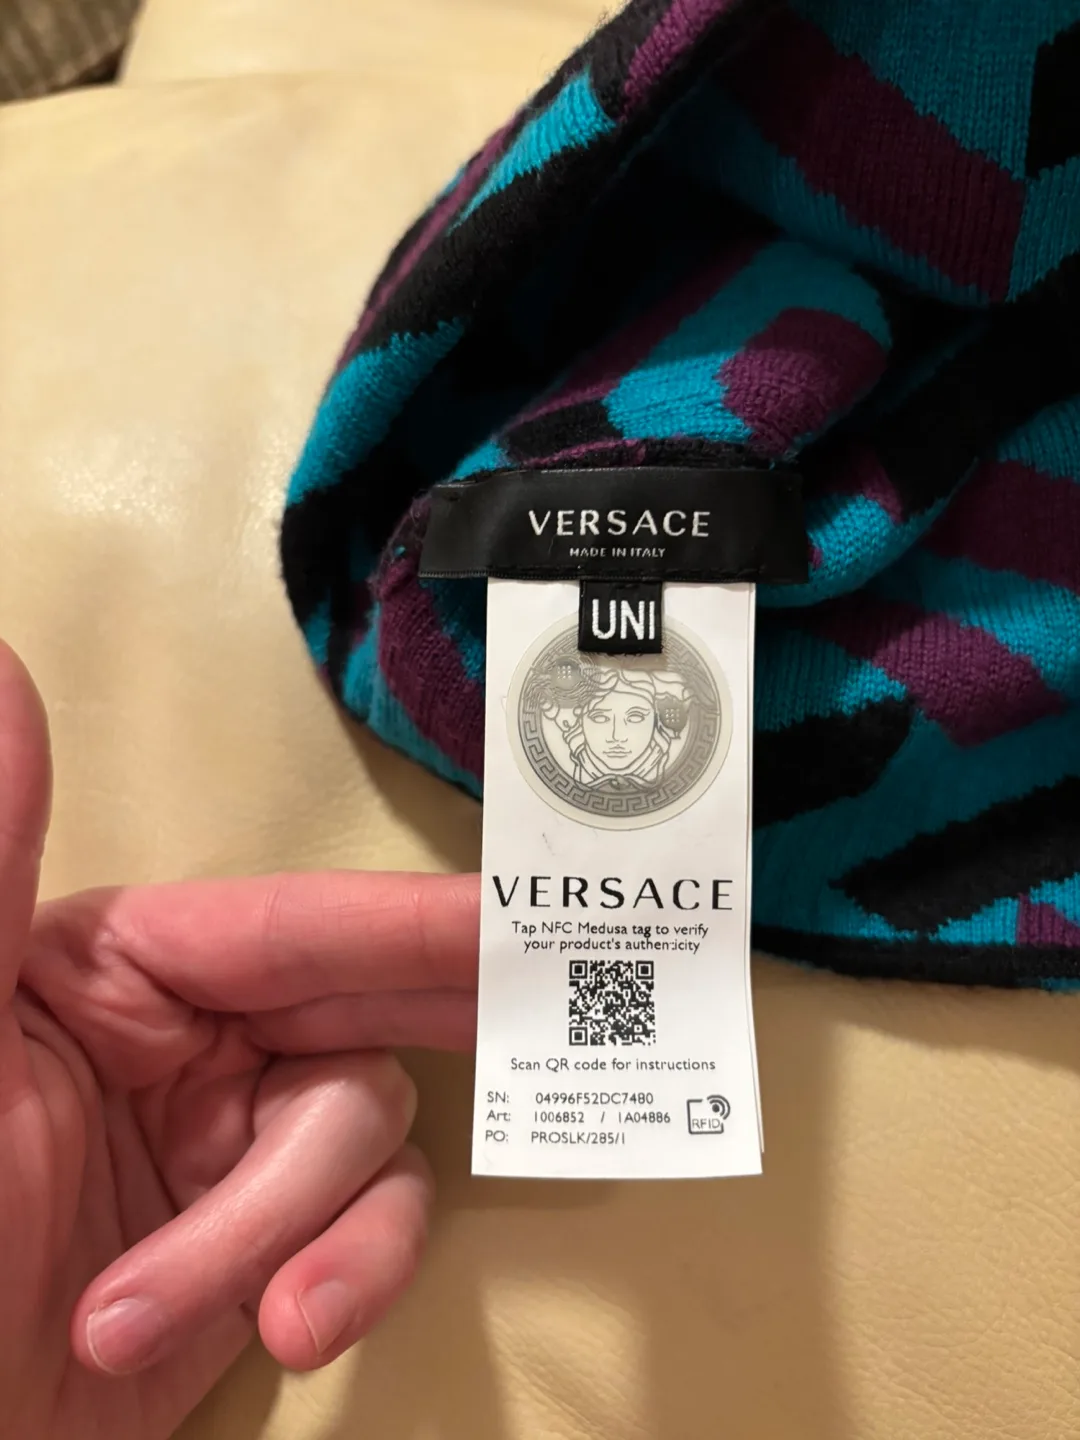 VERSACE
MADE IN ITALY
UNI
VERSACE
Tap NFC Medusa tag to verify
your product's authenticity
Scan QR code for instructions
SN: 04996F52DC7480
Art: 1006852 / 1A04886
PO: PROSLK/285/1
RFID